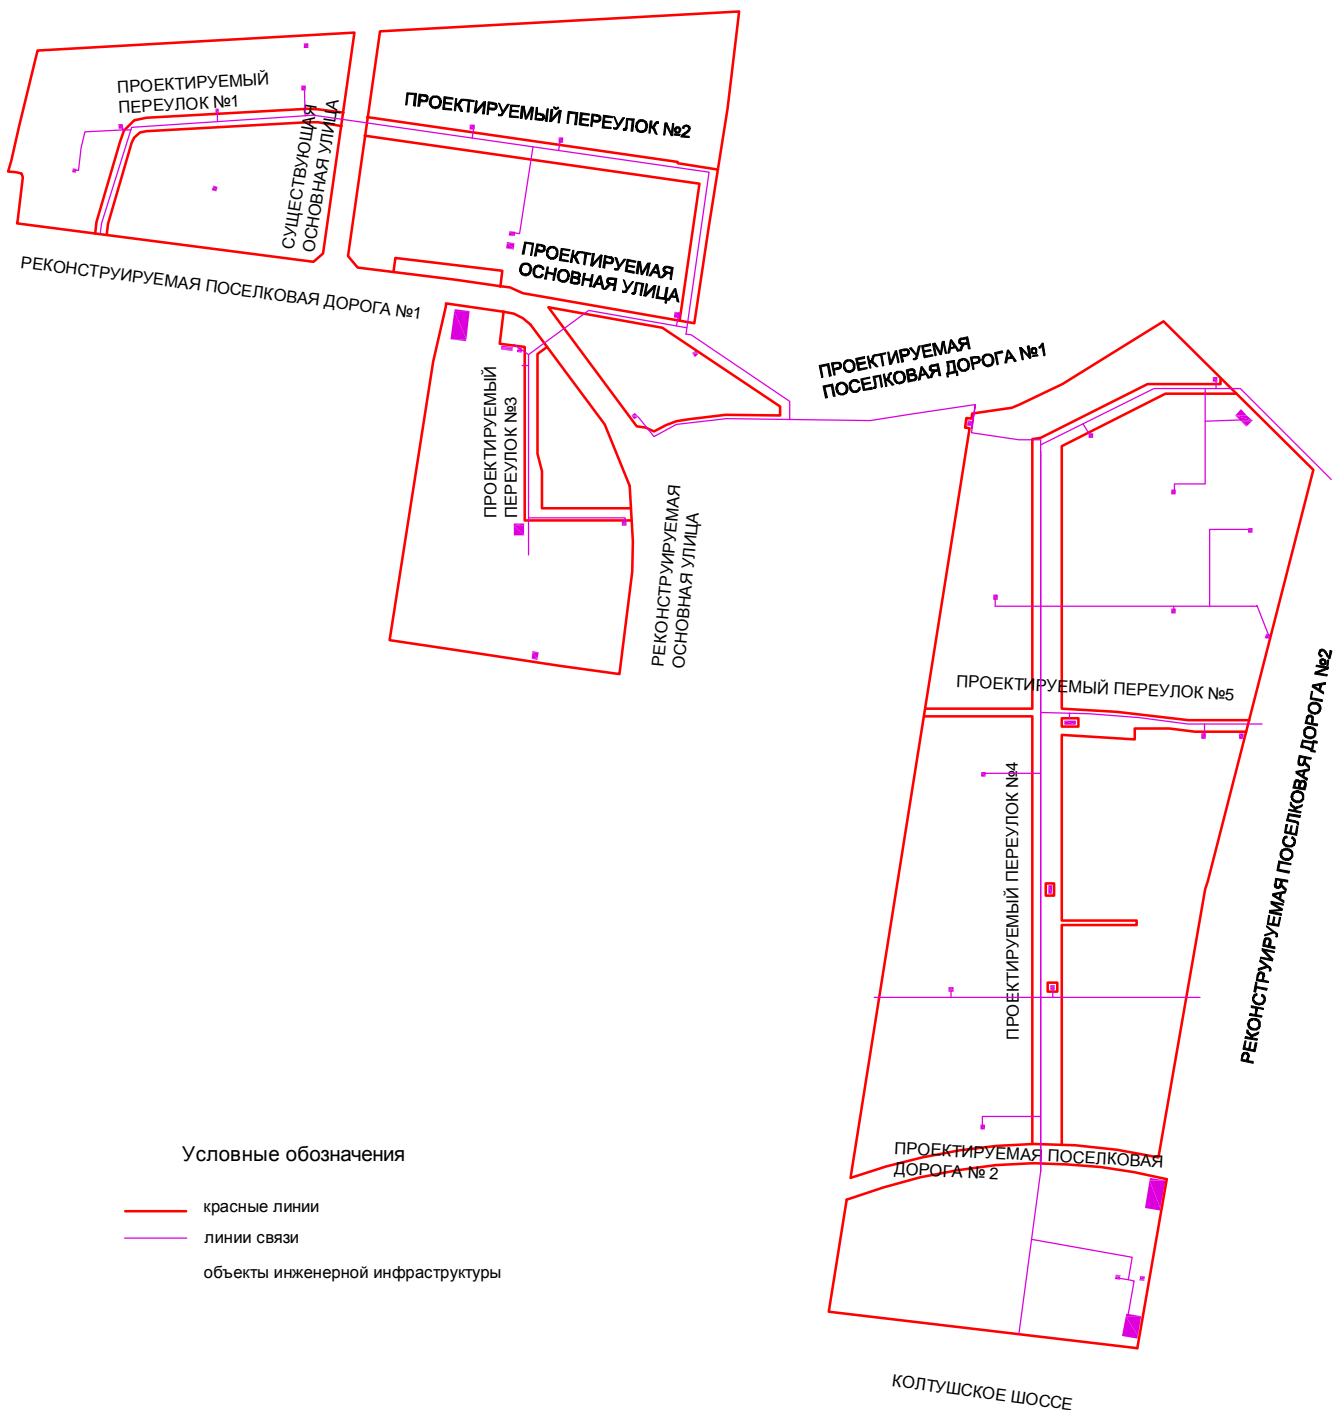 ПРОЕКТИРУЕМЫЙ
ПЕРЕУЛОК №1
СУЩЕСТВУЮЩАЯ
ОСНОВНАЯ УЛИЦА
ПРОЕКТИРУЕМЫЙ ПЕРЕУЛОК №2
РЕКОНСТРУИРУЕМАЯ ПОСЕЛКОВАЯ ДОРОГА №1
ПРОЕКТИРУЕМАЯ
ОСНОВНАЯ УЛИЦА
ПРОЕКТИРУЕМЫЙ
ПЕРЕУЛОК №3
ПРОЕКТИРУЕМАЯ
ПОСЕЛКОВАЯ ДОРОГА №1
РЕКОНСТРУИРУЕМАЯ
ОСНОВНАЯ УЛИЦА
ПРОЕКТИРУЕМЫЙ ПЕРЕУЛОК №5
РЕКОНСТРУИРУЕМАЯ ПОСЕЛКОВАЯ ДОРОГА №2
ПРОЕКТИРУЕМЫЙ ПЕРЕУЛОК №4
ПРОЕКТИРУЕМАЯ ПОСЕЛКОВАЯ
ДОРОГА № 2
Условные обозначения
красные линии
линии связи
объекты инженерной инфраструктуры
КОЛТУШСКОЕ ШОССЕ